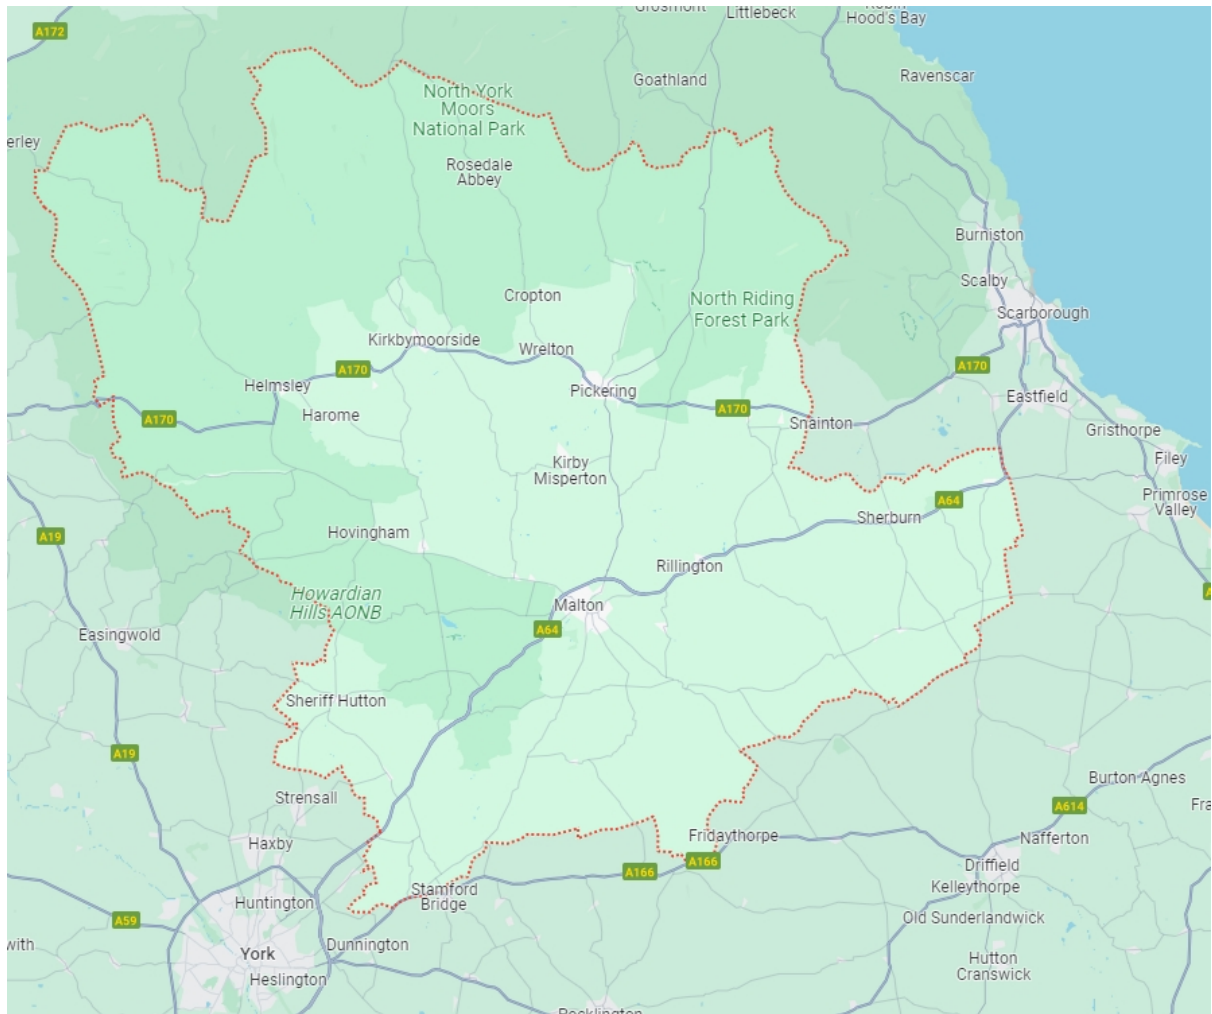 Grosmont
Littlebeck
Robin
Hood's Bay
A172
Goathland
Ravenscar
North York
Moors
National Park
erley
Rosedale
Abbey
Burniston
Scalby
Cropton
North Riding
Forest Park
Scarborough
Kirkbymoorside
Wrelton
A170
A170
Helmsley
Pickering
Eastfield
A170
A170
Harome
Snainton
Gristhorpe
Filey
Kirby
Misperton
Primrose
Valley
A64
Sherburn
A19
Hovingham
Rillington
A
Howardian
Hills AONB
Malton
A64
Easingwold
Sheriff Hutton
A19
Burton Agnes
Strensall
A614
Fra
Fridaythorpe
Nafferton
Haxby
A166
A166
Driffield
Kelleythorpe
Stamford
Bridge
Huntington
A59
Old Sunderlandwick
with
York
Dunnington
Hutton
Cranswick
Heslington
Pocklington